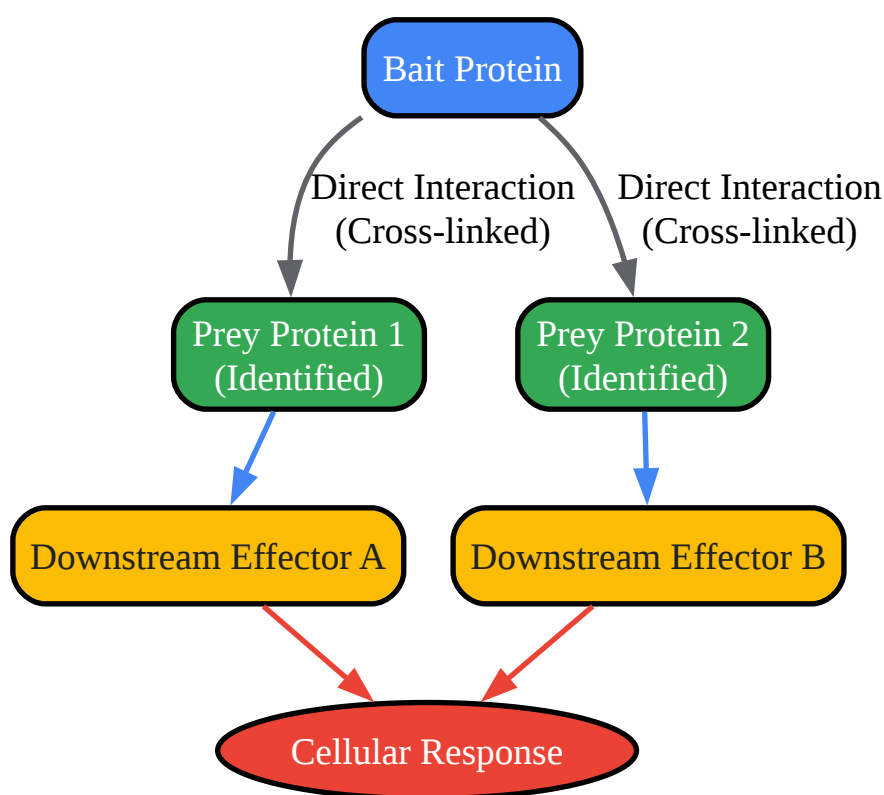 Bait Protein
Direct Interaction
(Cross-linked)
Direct Interaction
(Cross-linked)
Prey Protein 1
(Identified)
Prey Protein 2
(Identified)
Downstream Effector A
Downstream Effector B
Cellular Response